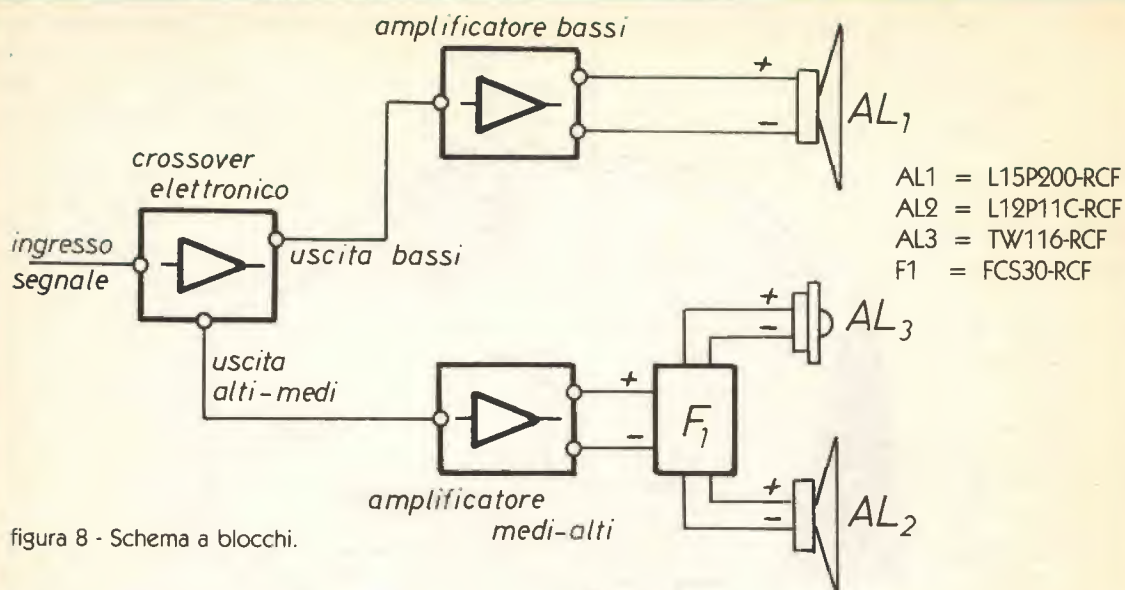 amplificatore bassi
+
-
AL1
crossover
elettronico
ingresso
segnale
uscita bassi
AL1 = L15P200-RCF
AL2 = L12P11C-RCF
AL3 = TW116-RCF
F1 = FCS30-RCF
uscita
alti-medi
+
-
F1
+
-
AL3
+
-
AL2
amplificatore
medi-alti
figura 8 - Schema a blocchi.